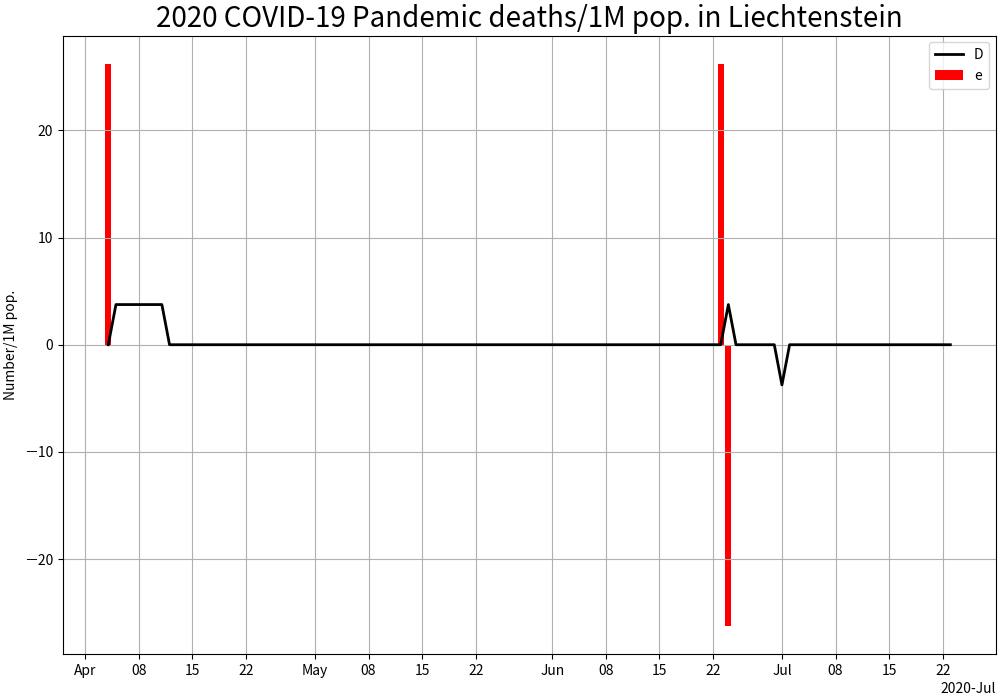 2020 COVID-19 Pandemic deaths/1M pop. in Liechtenstein
D
e
Number/1M pop.
20
10
0
−10
−20
Apr 08 15 22 May 08 15 22 Jun 08 15 22 Jul 08 15 22
2020-Jul